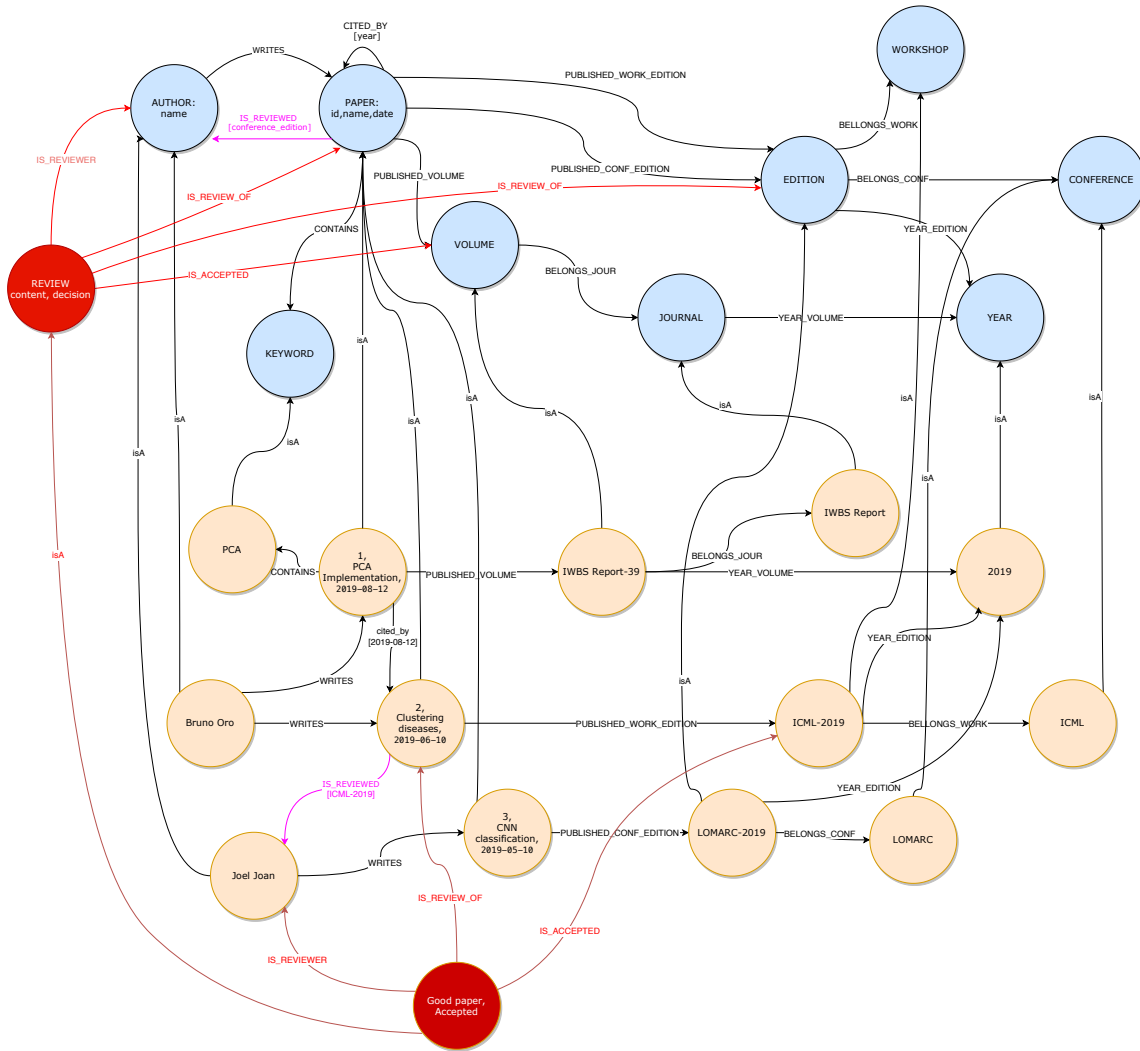 CITED_BY
[year]
WORKSHOP
WRITES
PUBLISHED_WORK_EDITION
AUTHOR:
name
PAPER:
id,name,date
IS_REVIEWED
[conference_edition]
BELLONGS_WORK
IS_REVIEWER
PUBLISHED_CONF_EDITION
PUBLISHED_VOLUME
IS_REVIEW_OF
IS_REVIEW_OF
EDITION
BELONGS_CONF
CONFERENCE
CONTAINS
YEAR_EDITION
VOLUME
IS_ACCEPTED
BELONGS_JOUR
REVIEW
content, decision
JOURNAL
YEAR_VOLUME
YEAR
KEYWORD
isA
isA
isA
isA
isA
isA
isA
isA
isA
isA
isA
isA
PCA
CONTAINS
1,
PCA
Implementation,
2019-08-12
PUBLISHED_VOLUME
IWBS Report-39
BELONGS_JOUR
IWBS Report
YEAR_VOLUME
2019
isA
cited_by
[2019-08-12]
YEAR_EDITION
WRITES
isA
Bruno Oro
WRITES
2,
Clustering
diseases,
2019-06-10
PUBLISHED_WORK_EDITION
ICML-2019
BELLONGS_WORK
ICML
IS_REVIEWED
[ICML-2019]
YEAR_EDITION
3,
CNN
classification,
2019-05-10
PUBLISHED_CONF_EDITION
LOMARC-2019
BELONGS_CONF
LOMARC
WRITES
Joel Joan
IS_REVIEW_OF
IS_ACCEPTED
IS_REVIEWER
Good paper,
Accepted